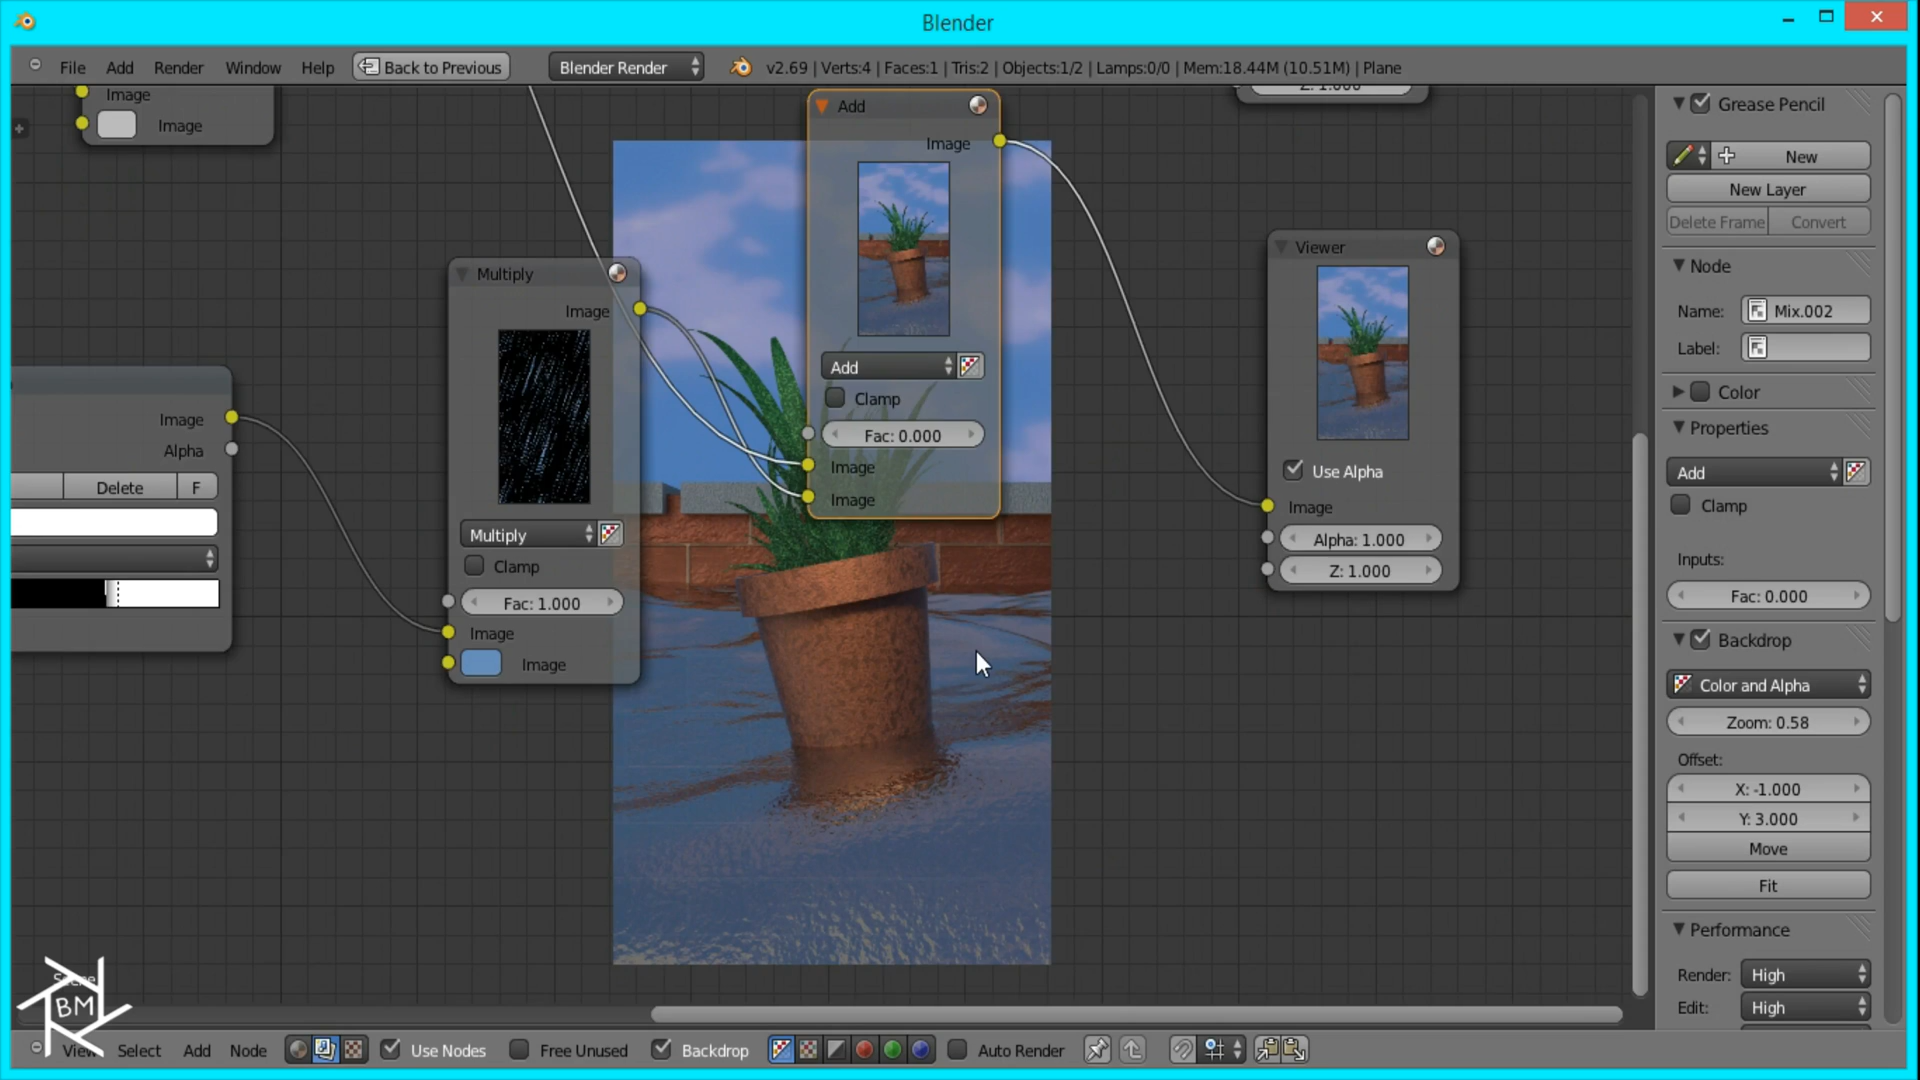 Blender
File Add Render Window Help Back to Previous Blender Render v2.69 | Verts:4 | Faces:1 | Tris:2 | Objects:1/2 | Lamps:0/0 | Mem:18.44M (10.51M) | Plane
Image
Image
Image
Alpha
Delete F
Multiply
Image
Multiply
Clamp
Fac: 1.000
Image
Image
Add
Image
Add
Clamp
Fac: 0.000
Image
Image
Z: 1.000
Viewer
Use Alpha
Image
Alpha: 1.000
Z: 1.000
Grease Pencil
New
New Layer
Delete Frame Convert
Node
Name: Mix.002
Label:
Color
Properties
Add
Clamp
Inputs:
Fac: 0.000
Backdrop
Color and Alpha
Zoom: 0.58
Offset:
X: -1.000
Y: 3.000
Move
Fit
Performance
Render: High
Edit: High
BM
View Select Add Node Use Nodes Free Unused Backdrop Auto Render